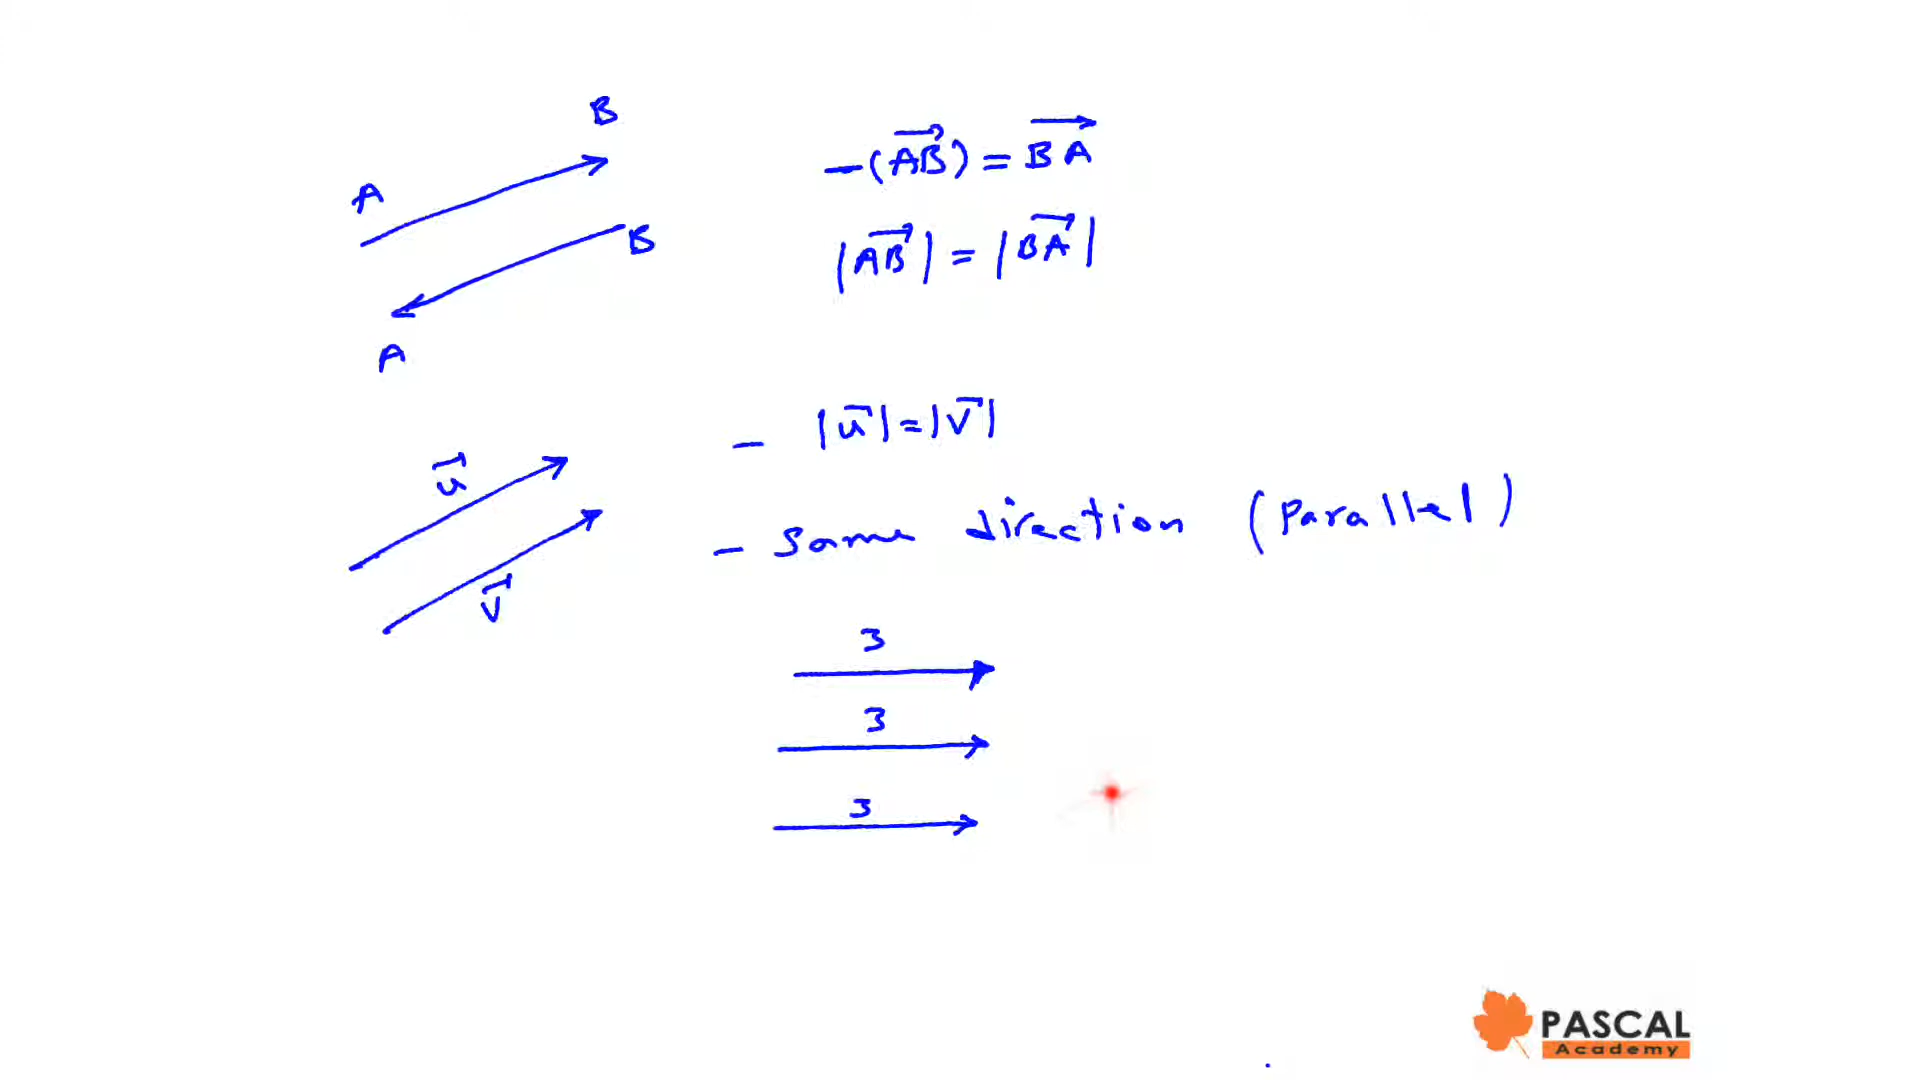 B
A
-(AB) = BA
B
|AB| = |BA|
A
- |u| = |v|
u
- same direction (parallel)
v
3
3
3
PASCAL
Academy